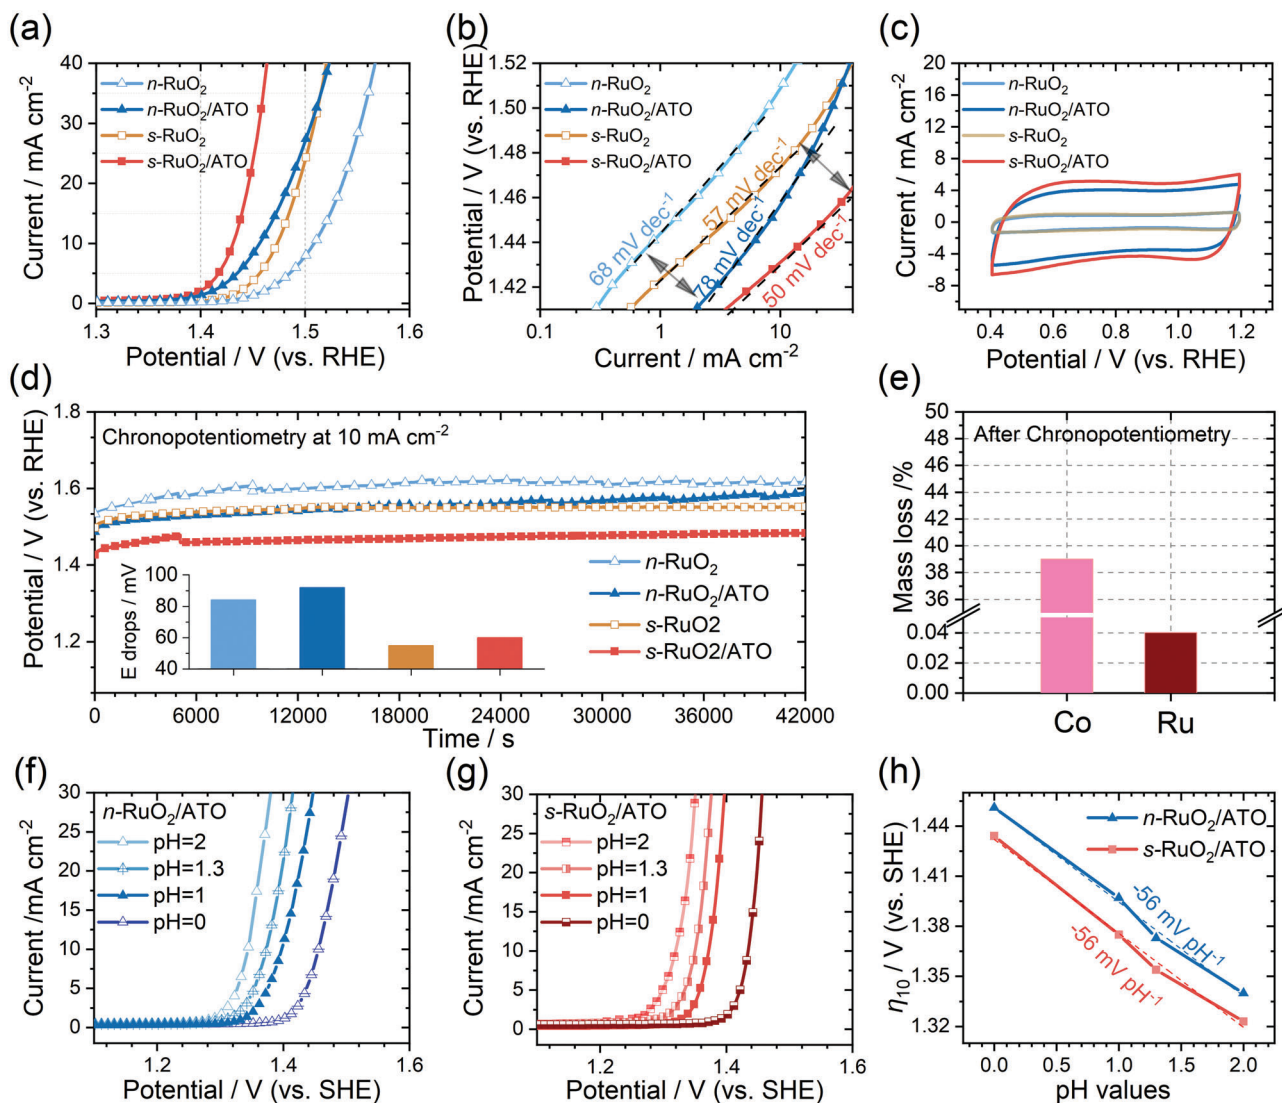 (a)
n-RuO₂
n-RuO₂/ATO
s-RuO₂
s-RuO₂/ATO
Current / mA cm⁻²
40
30
20
10
0
1.3
1.4
1.5
1.6
Potential / V (vs. RHE)
(b)
n-RuO₂
n-RuO₂/ATO
s-RuO₂
s-RuO₂/ATO
Potential / V (vs. RHE)
1.52
1.50
1.48
1.46
1.44
1.42
68 mV dec⁻¹
57 mV dec⁻¹
78 mV dec⁻¹
50 mV dec⁻¹
0.1
1
10
Current / mA cm⁻²
(c)
n-RuO₂
n-RuO₂/ATO
s-RuO₂
s-RuO₂/ATO
Current / mA cm⁻²
20
16
12
8
4
0
-4
-8
0.4
0.6
0.8
1.0
1.2
Potential / V (vs. RHE)
(d)
Chronopotentiometry at 10 mA cm⁻²
Potential / V (vs. RHE)
1.8
1.6
1.4
1.2
E drops / mV
100
80
60
40
n-RuO₂
n-RuO₂/ATO
s-RuO2
s-RuO2/ATO
0
6000
12000
18000
24000
30000
36000
42000
Time / s
(e)
After Chronopotentiometry
Mass loss /%
50
48
46
44
42
40
38
36
0.04
0.02
0.00
Co
Ru
(f)
n-RuO₂/ATO
pH=2
pH=1.3
pH=1
pH=0
Current /mA cm⁻²
30
25
20
15
10
5
0
1.2
1.4
1.6
Potential / V (vs. SHE)
(g)
s-RuO₂/ATO
pH=2
pH=1.3
pH=1
pH=0
Current /mA cm⁻²
30
25
20
15
10
5
0
1.2
1.4
1.6
Potential / V (vs. SHE)
(h)
n-RuO₂/ATO
s-RuO₂/ATO
η₁₀ / V (vs. SHE)
1.44
1.41
1.38
1.35
1.32
-56 mV pH⁻¹
-56 mV pH⁻¹
0.0
0.5
1.0
1.5
2.0
pH values